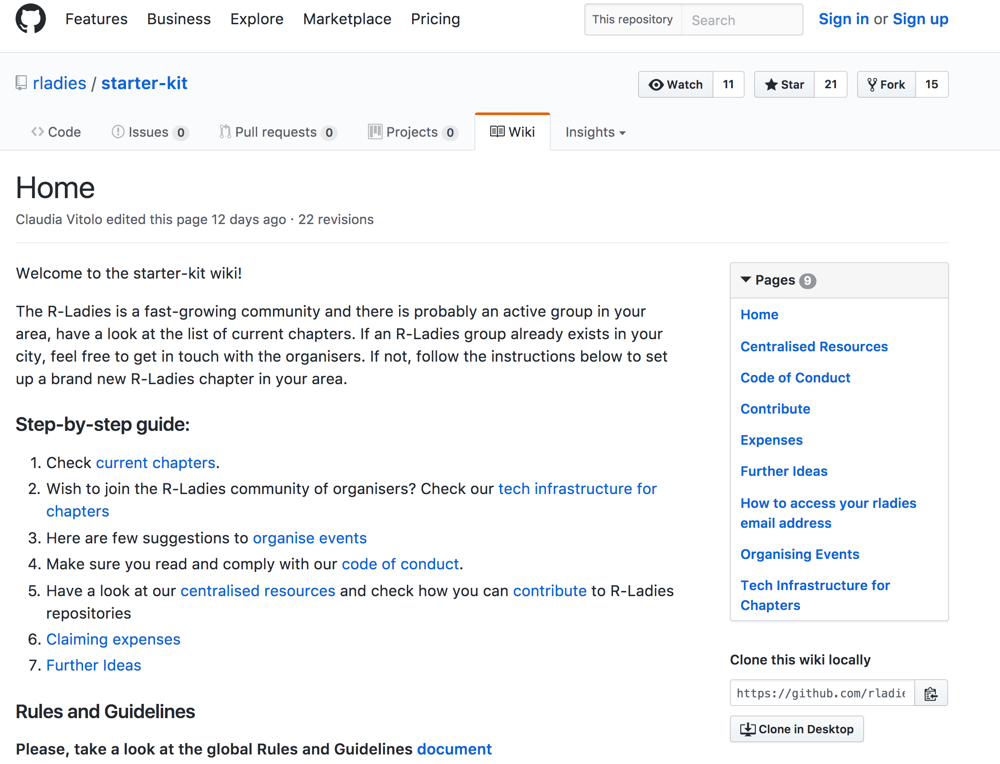 Features Business Explore Marketplace Pricing This repository Search Sign in or Sign up
rladies / starter-kit Watch 11 Star 21 Fork 15
Code Issues 0 Pull requests 0 Projects 0 Wiki Insights
Home
Claudia Vitolo edited this page 12 days ago · 22 revisions
Welcome to the starter-kit wiki!
The R-Ladies is a fast-growing community and there is probably an active group in your
area, have a look at the list of current chapters. If an R-Ladies group already exists in your
city, feel free to get in touch with the organisers. If not, follow the instructions below to set
up a brand new R-Ladies chapter in your area.
Step-by-step guide:
1. Check current chapters.
2. Wish to join the R-Ladies community of organisers? Check our tech infrastructure for
chapters
3. Here are few suggestions to organise events
4. Make sure you read and comply with our code of conduct.
5. Have a look at our centralised resources and check how you can contribute to R-Ladies
repositories
6. Claiming expenses
7. Further Ideas
Rules and Guidelines
Please, take a look at the global Rules and Guidelines document
Pages 9
Home
Centralised Resources
Code of Conduct
Contribute
Expenses
Further Ideas
How to access your rladies
email address
Organising Events
Tech Infrastructure for
Chapters
Clone this wiki locally
https://github.com/rladie
Clone in Desktop